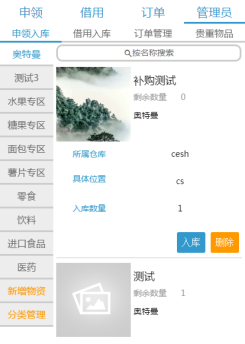 申领 借用 订单 管理员
申领入库 借用入库 订单管理 贵重物品
奥特曼
测试3
水果专区
糖果专区
面包专区
薯片专区
零食
饮料
进口食品
医药
新增物资
分类管理
按名称搜索
补购测试
剩余数量 0
奥特曼
所属仓库 cesh
具体位置 cs
入库数量 1
入库 删除
测试
剩余数量 1
奥特曼